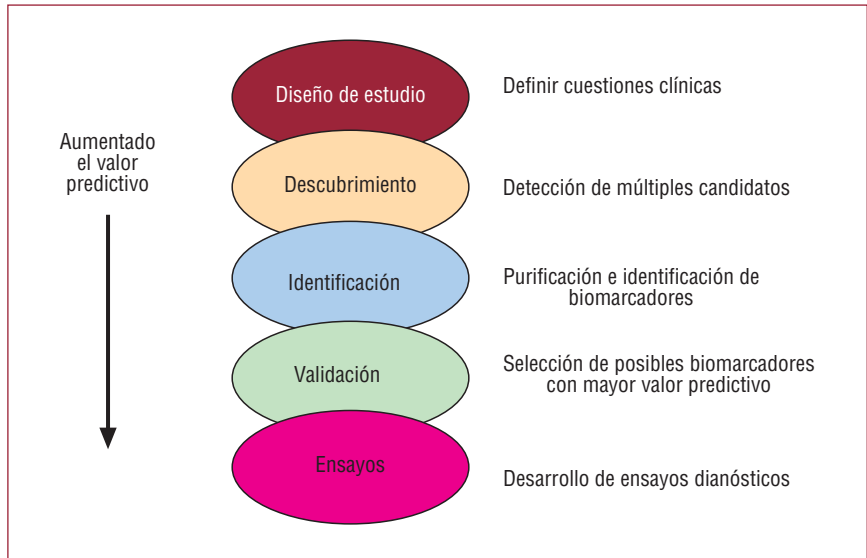 Diseño de estudio
Definir cuestiones clínicas
Aumentado
el valor
predictivo
Descubrimiento
Detección de múltiples candidatos
Identificación
Purificación e identificación de
biomarcadores
Validación
Selección de posibles biomarcadores
con mayor valor predictivo
Ensayos
Desarrollo de ensayos dianósticos